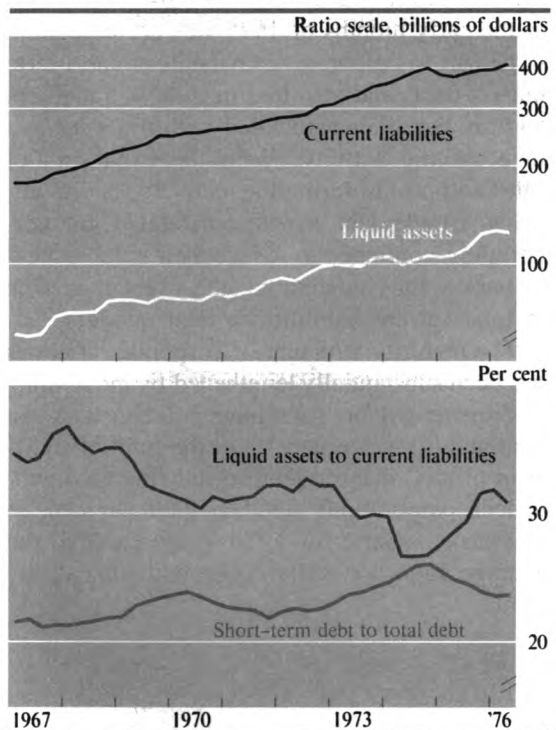 Ratio scale, billions of dollars
400
300
Current liabilities
200
Liquid assets
100
Per cent
Liquid assets to current liabilities
30
Short-term debt to total debt
20
1967 1970 1973 '76